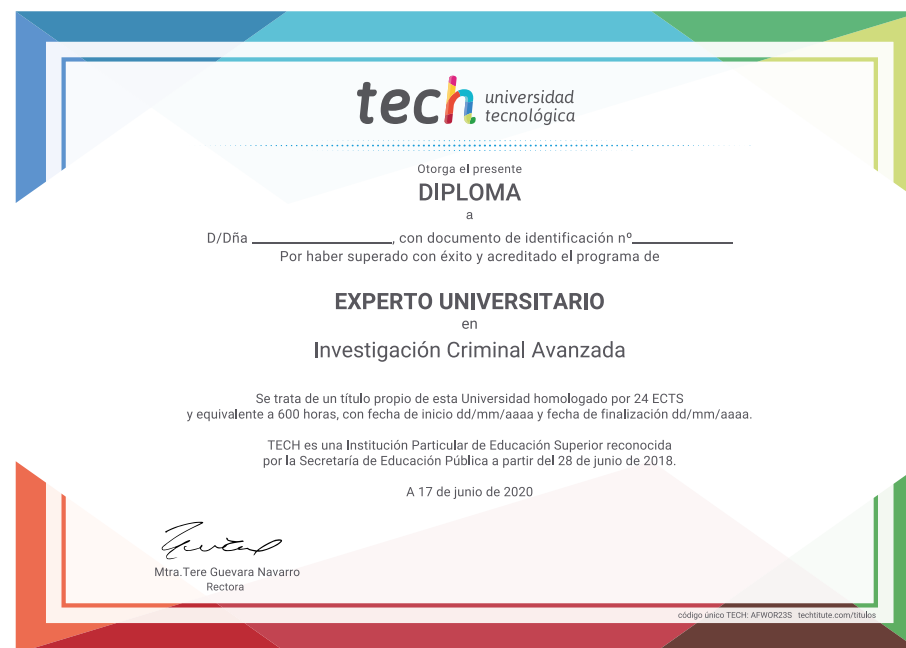 tech universidad
tecnológica
Otorga el presente
DIPLOMA
a
D/Dña ____________________, con documento de identificación nº______________
Por haber superado con éxito y acreditado el programa de
EXPERTO UNIVERSITARIO
en
Investigación Criminal Avanzada
Se trata de un título propio de esta Universidad homologado por 24 ECTS
y equivalente a 600 horas, con fecha de inicio dd/mm/aaaa y fecha de finalización dd/mm/aaaa.
TECH es una Institución Particular de Educación Superior reconocida
por la Secretaría de Educación Pública a partir del 28 de junio de 2018.
A 17 de junio de 2020
Mtra.Tere Guevara Navarro
Rectora
código único TECH: AFWOR23S techtitute.com/titulos